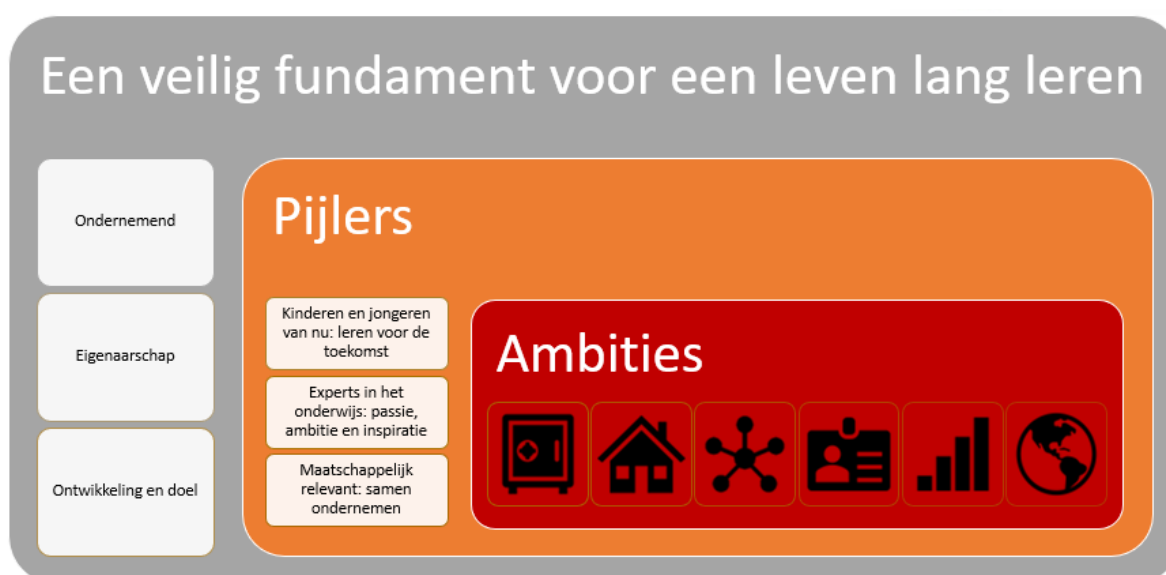 Een veilig fundament voor een leven lang leren
Ondernemend
Eigenaarschap
Ontwikkeling en doel
Pijlers
Kinderen en jongeren
van nu: leren voor de
toekomst
Experts in het
onderwijs: passie,
ambitie en inspiratie
Maatschappelijk
relevant: samen
ondernemen
Ambities